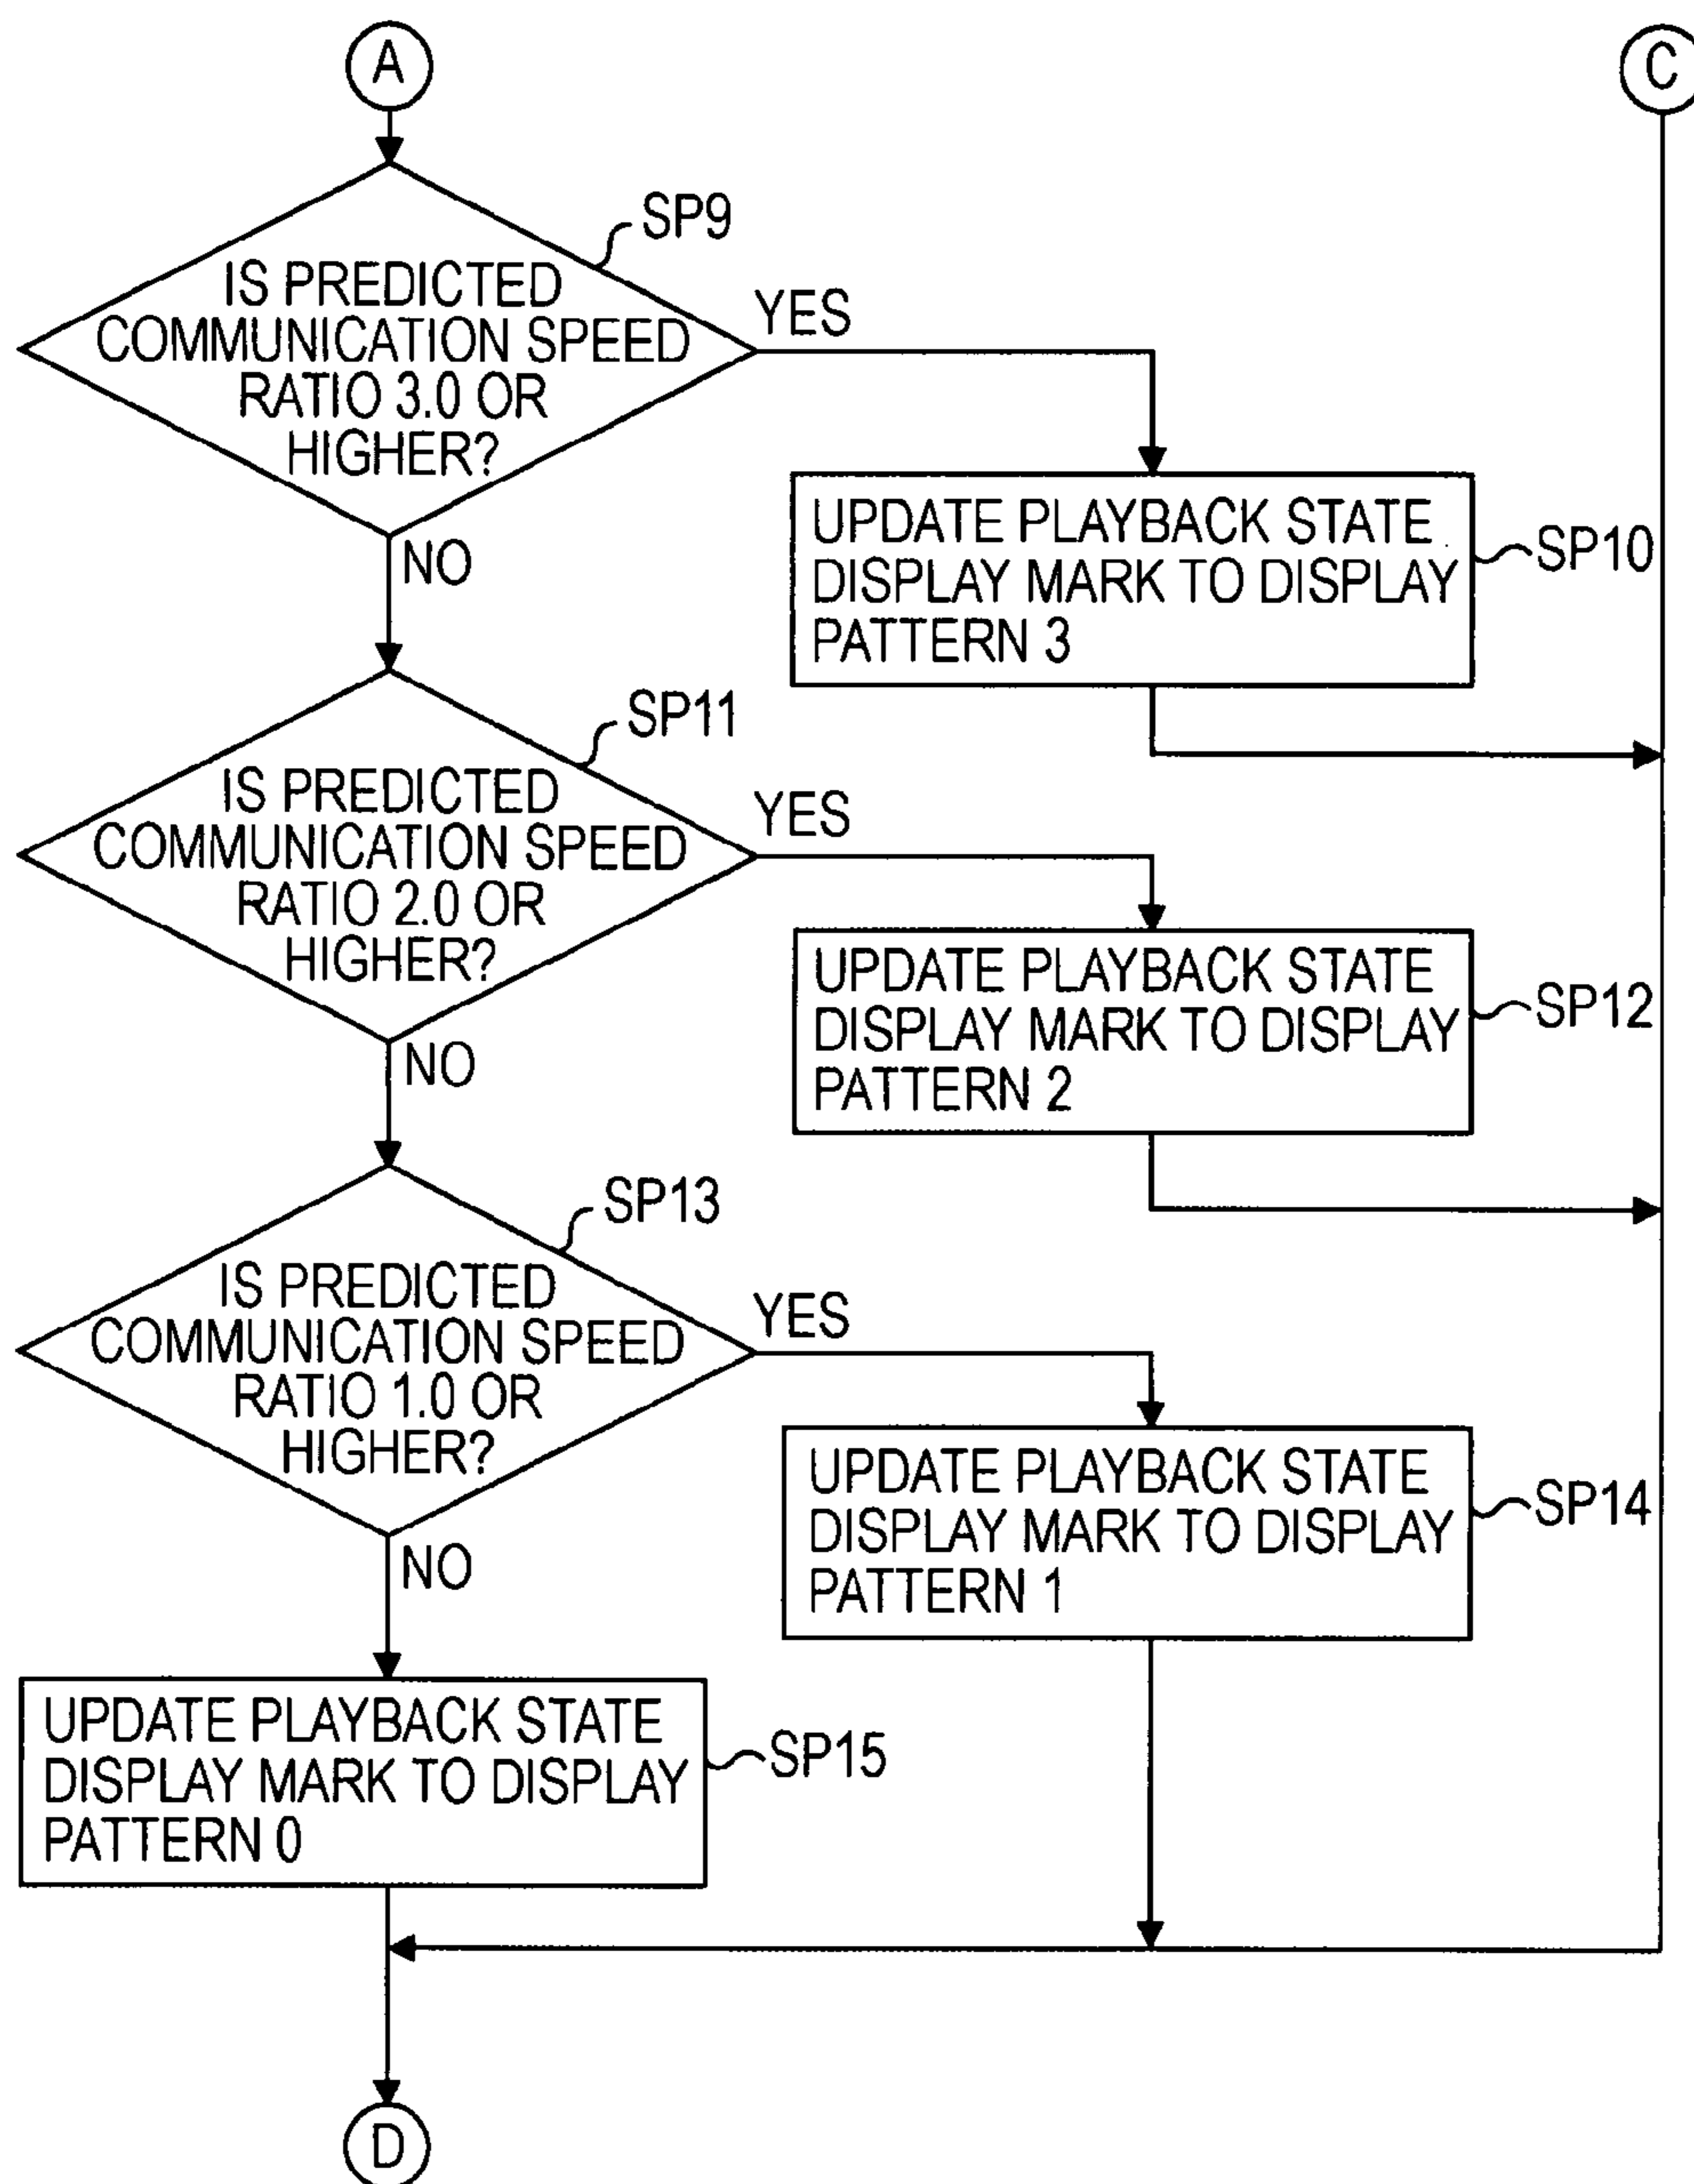 A
C
SP9
IS PREDICTED
COMMUNICATION SPEED
RATIO 3.0 OR
HIGHER?
YES
NO
UPDATE PLAYBACK STATE
DISPLAY MARK TO DISPLAY
PATTERN 3
SP10
SP11
IS PREDICTED
COMMUNICATION SPEED
RATIO 2.0 OR
HIGHER?
YES
NO
UPDATE PLAYBACK STATE
DISPLAY MARK TO DISPLAY
PATTERN 2
SP12
SP13
IS PREDICTED
COMMUNICATION SPEED
RATIO 1.0 OR
HIGHER?
YES
NO
UPDATE PLAYBACK STATE
DISPLAY MARK TO DISPLAY
PATTERN 1
SP14
UPDATE PLAYBACK STATE
DISPLAY MARK TO DISPLAY
PATTERN 0
SP15
D